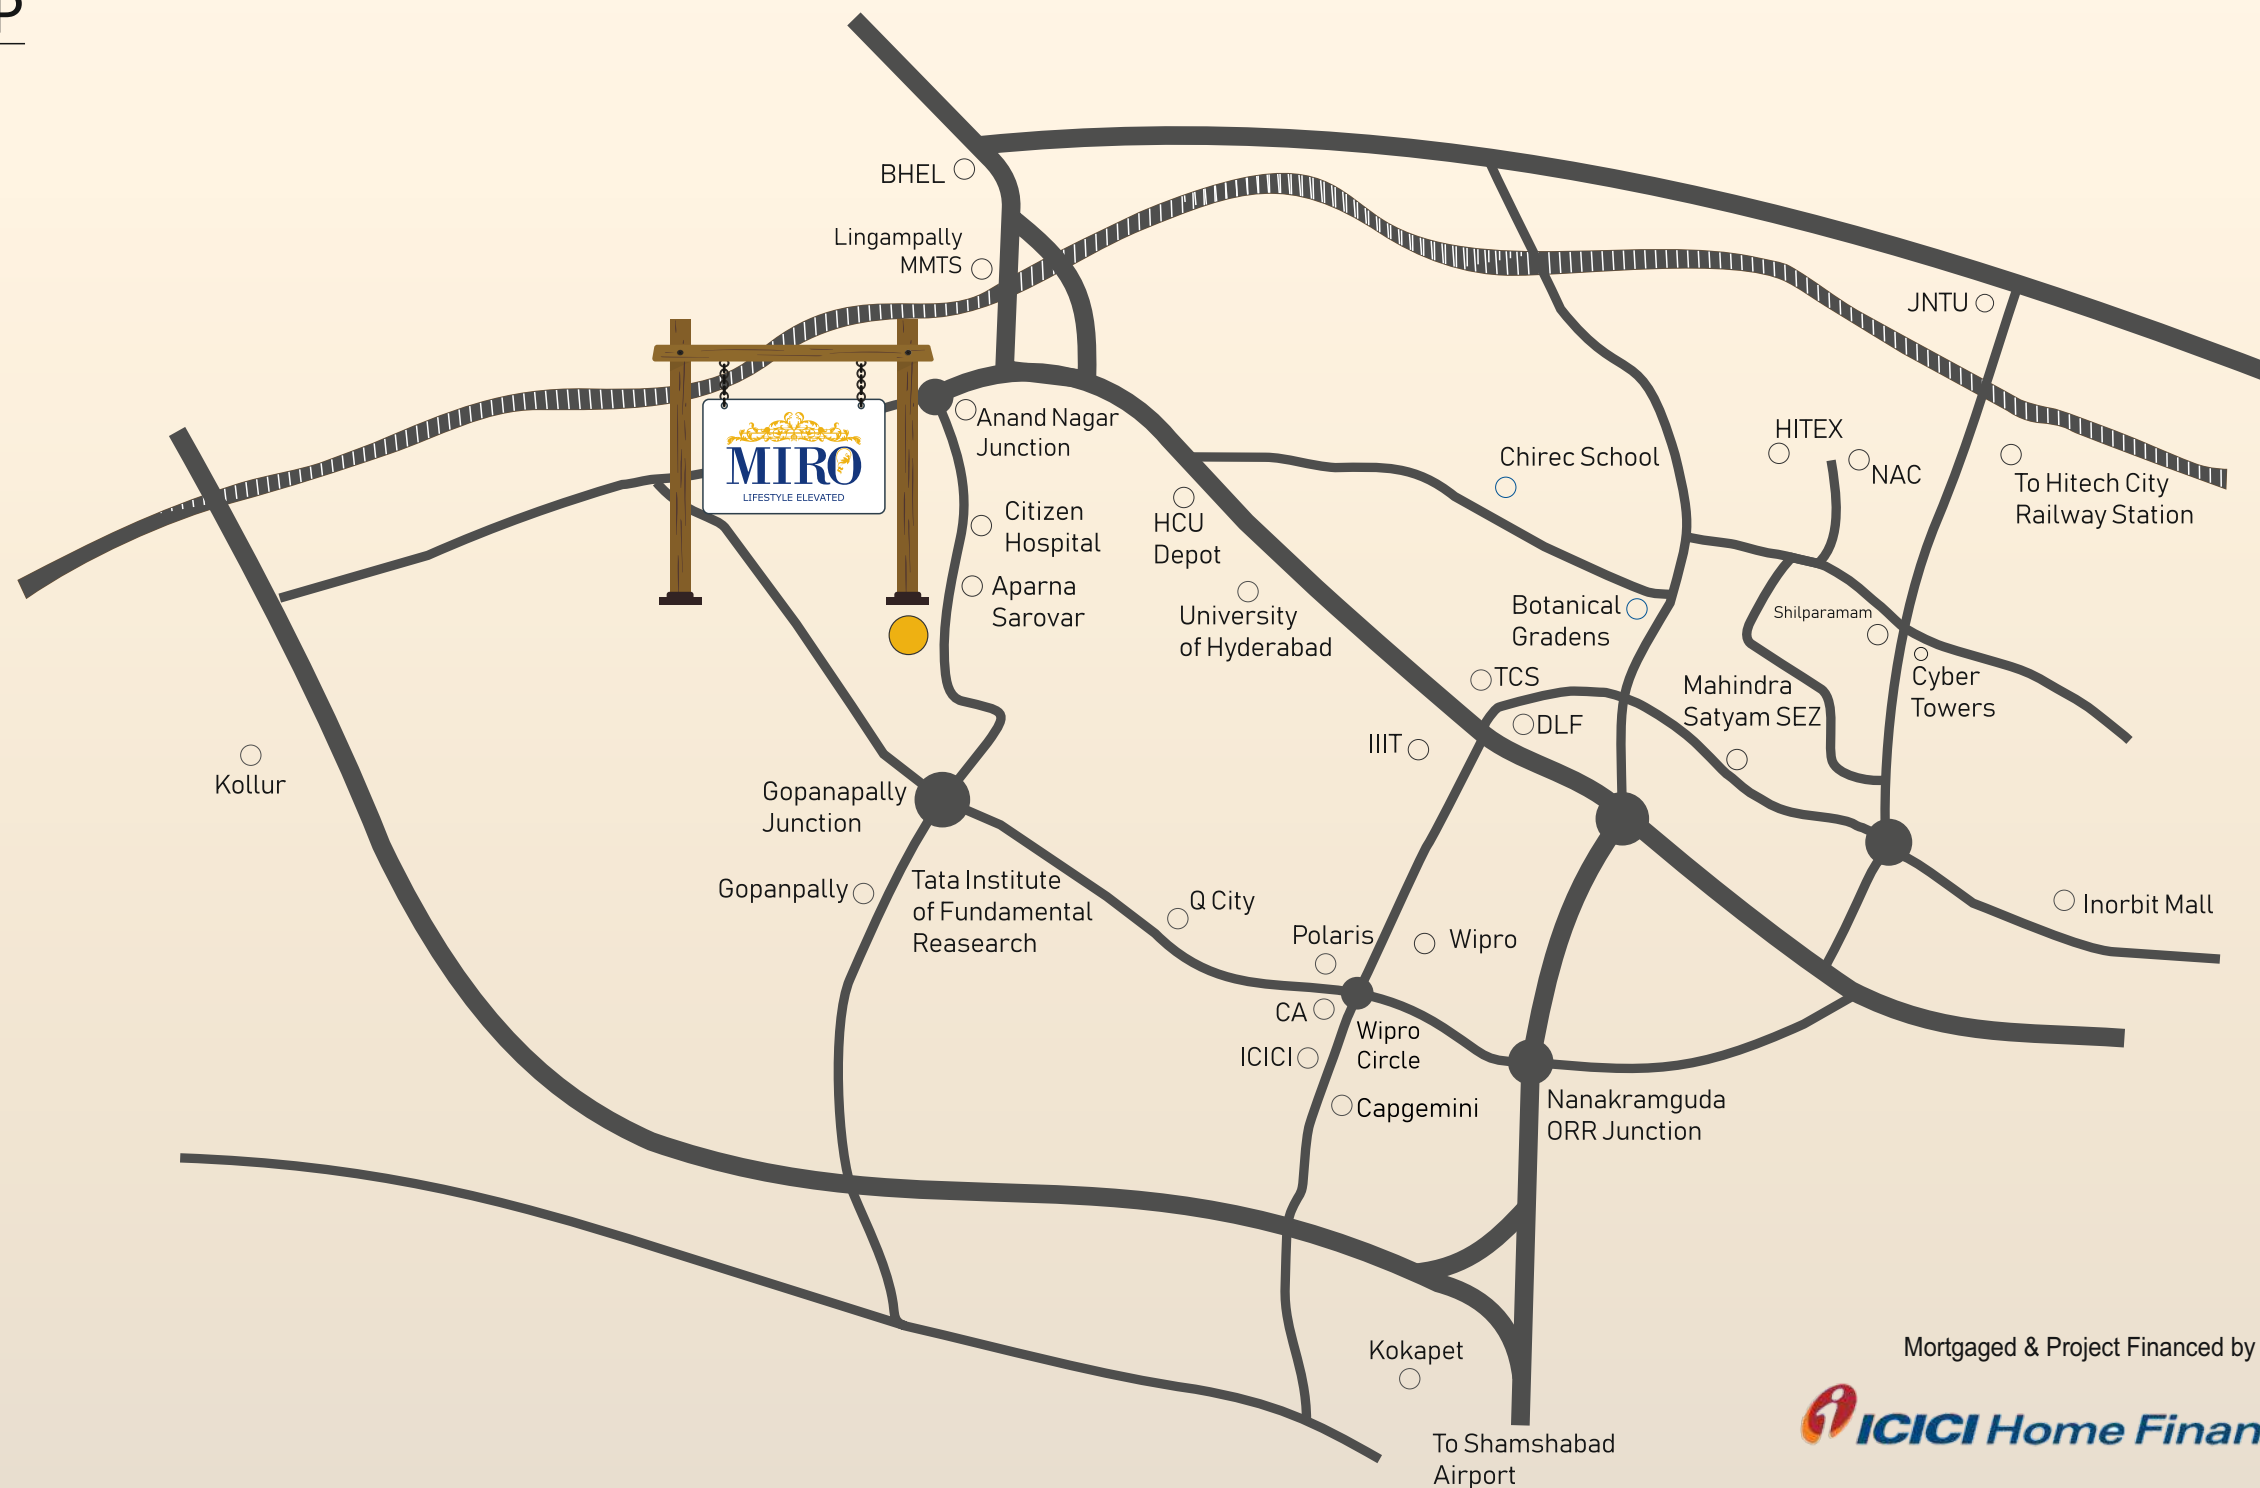 P
BHEL
Lingampally
MMTS
JNTU
Anand Nagar
Junction
MIRO
LIFESTYLE ELEVATED
Chirec School
HITEX
NAC
To Hitech City
Railway Station
Citizen
Hospital
HCU
Depot
Aparna
Sarovar
University
of Hyderabad
Botanical
Gradens
Shilparamam
TCS
Mahindra
Satyam SEZ
Cyber
Towers
DLF
IIIT
Kollur
Gopanapally
Junction
Gopanpally
Tata Institute
of Fundamental
Reasearch
Q City
Inorbit Mall
Polaris
Wipro
CA
Wipro
Circle
ICICI
Capgemini
Nanakramguda
ORR Junction
Kokapet
Mortgaged & Project Financed by
ICICI Home Finan
To Shamshabad
Airport